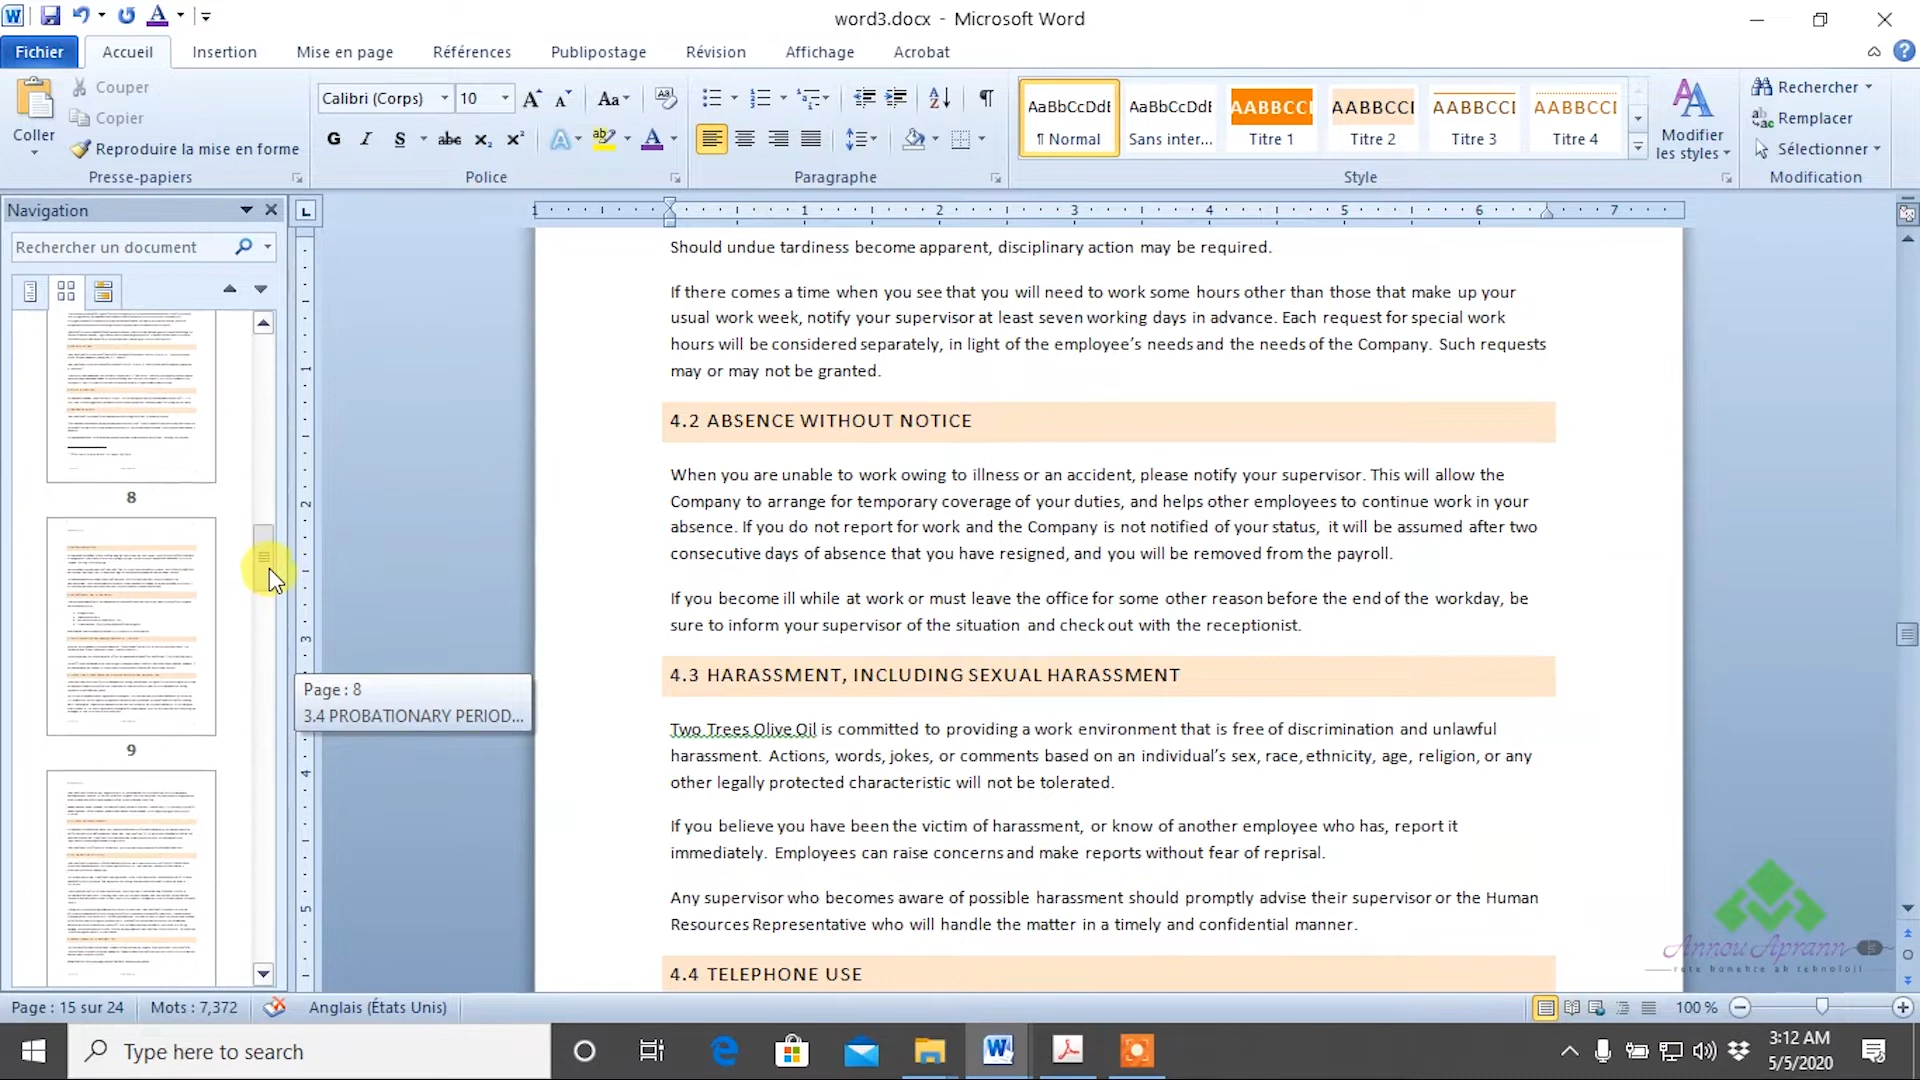 word3.docx - Microsoft Word
Fichier Accueil Insertion Mise en page Références Publipostage Révision Affichage Acrobat
Coller
Couper
Copier
Reproduire la mise en forme
Presse-papiers
Calibri (Corps) 10
Police
Paragraphe
AaBbCcDdE AaBbCcDdE AABBCCI AABBCCI AABBCCI AABBCCI
¶ Normal Sans inter... Titre 1 Titre 2 Titre 3 Titre 4
Style
Modifier
les styles
Rechercher
Remplacer
Sélectionner
Modification
Navigation
Rechercher un document
8
9
Page : 8
3.4 PROBATIONARY PERIOD...
1 1 2 3 4 5 6 7
1
2
3
4
5
Should undue tardiness become apparent, disciplinary action may be required.
If there comes a time when you see that you will need to work some hours other than those that make up your
usual work week, notify your supervisor at least seven working days in advance. Each request for special work
hours will be considered separately, in light of the employee’s needs and the needs of the Company. Such requests
may or may not be granted.
4.2 ABSENCE WITHOUT NOTICE
When you are unable to work owing to illness or an accident, please notify your supervisor. This will allow the
Company to arrange for temporary coverage of your duties, and helps other employees to continue work in your
absence. If you do not report for work and the Company is not notified of your status, it will be assumed after two
consecutive days of absence that you have resigned, and you will be removed from the payroll.
If you become ill while at work or must leave the office for some other reason before the end of the workday, be
sure to inform your supervisor of the situation and check out with the receptionist.
4.3 HARASSMENT, INCLUDING SEXUAL HARASSMENT
Two Trees Olive Oil is committed to providing a work environment that is free of discrimination and unlawful
harassment. Actions, words, jokes, or comments based on an individual’s sex, race, ethnicity, age, religion, or any
other legally protected characteristic will not be tolerated.
If you believe you have been the victim of harassment, or know of another employee who has, report it
immediately. Employees can raise concerns and make reports without fear of reprisal.
Any supervisor who becomes aware of possible harassment should promptly advise their supervisor or the Human
Resources Representative who will handle the matter in a timely and confidential manner.
4.4 TELEPHONE USE
Annou Aprann
rete konekte ak teknoloji
Page : 15 sur 24 Mots : 7,372 Anglais (États Unis) 100 %
Type here to search
3:12 AM
5/5/2020